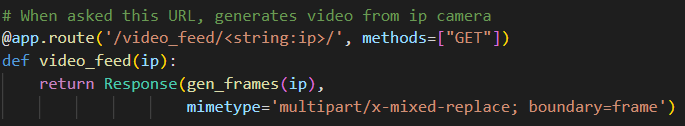 # When asked this URL, generates video from ip camera
@app.route('/video_feed/<string:ip>/', methods=["GET"])
def video_feed(ip):
    return Response(gen_frames(ip),
                    mimetype='multipart/x-mixed-replace; boundary=frame')